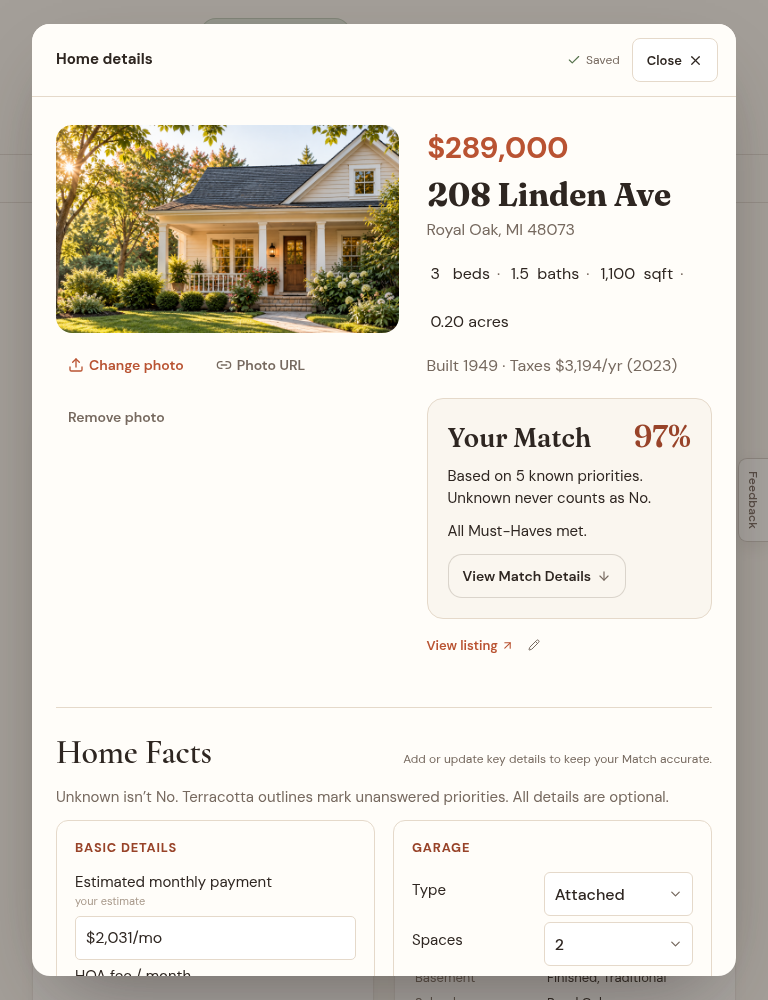 Home details
Saved
Close
$289,000
208 Linden Ave
Royal Oak, MI 48073
3 beds · 1.5 baths · 1,100 sqft ·
0.20 acres
Change photo
Photo URL
Built 1949 · Taxes $3,194/yr (2023)
Remove photo
Your Match 97%
Based on 5 known priorities.
Unknown never counts as No.
All Must-Haves met.
View Match Details
View listing
Feedback
Home Facts
Add or update key details to keep your Match accurate.
Unknown isn’t No. Terracotta outlines mark unanswered priorities. All details are optional.
BASIC DETAILS
Estimated monthly payment
your estimate
$2,031/mo
HOA fee / month
GARAGE
Type
Attached
Spaces
2
Basement
Finished, Traditional